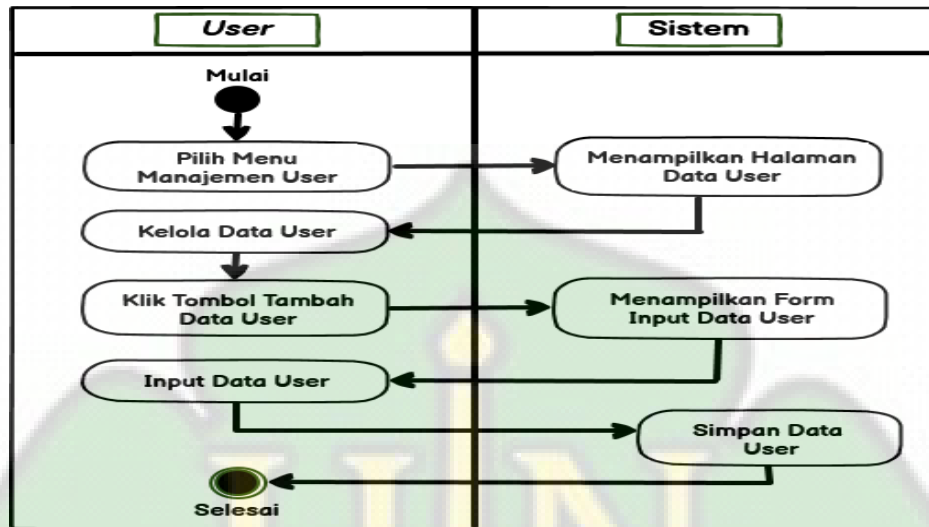 User
Sistem
Mulai
Pilih Menu
Manajemen User
Menampilkan Halaman
Data User
Kelola Data User
Klik Tombol Tambah
Data User
Menampilkan Form
Input Data User
Input Data User
Simpan Data
User
Selesai
UIN